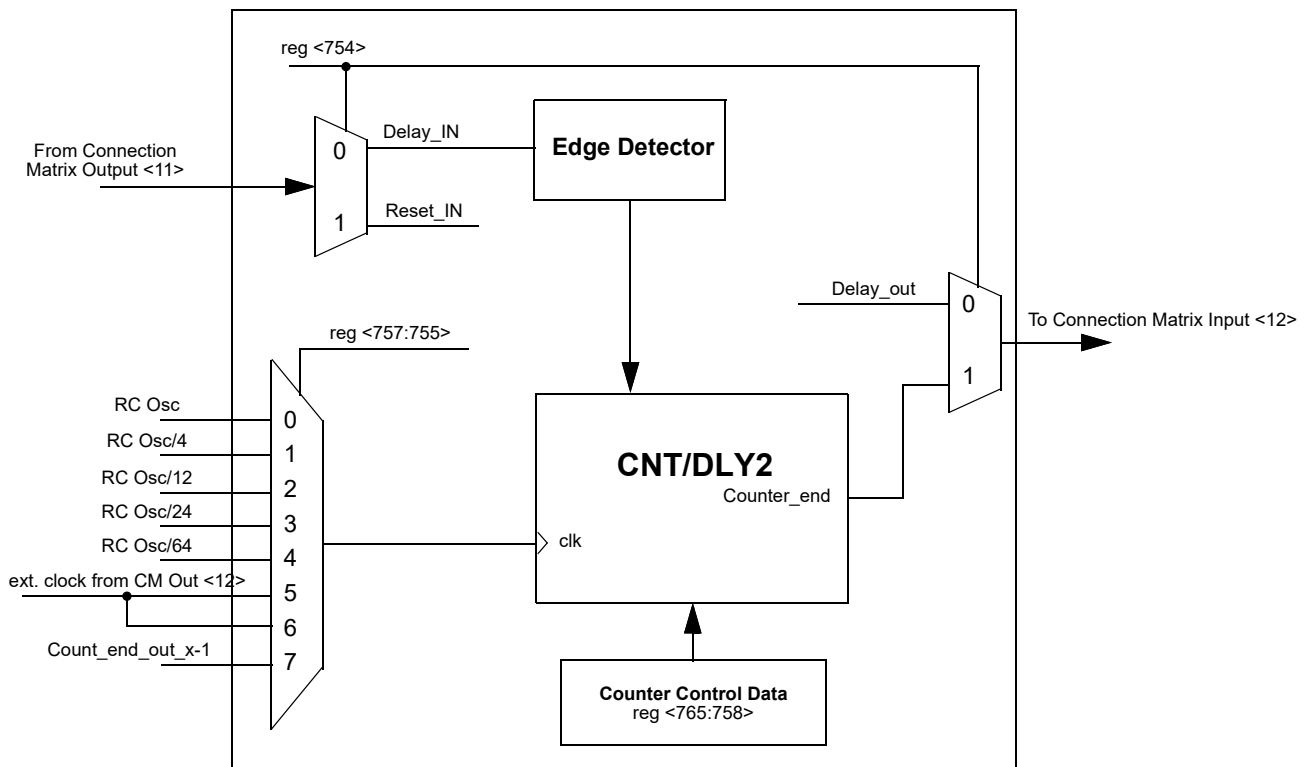 reg <754>
From Connection
Matrix Output <11>
0
1
Delay_IN
Reset_IN
Edge Detector
Delay_out
0
1
To Connection Matrix Input <12>
reg <757:755>
RC Osc
RC Osc/4
RC Osc/12
RC Osc/24
RC Osc/64
ext. clock from CM Out <12>
Count_end_out_x-1
0
1
2
3
4
5
6
7
CNT/DLY2
Counter_end
clk
Counter Control Data
reg <765:758>